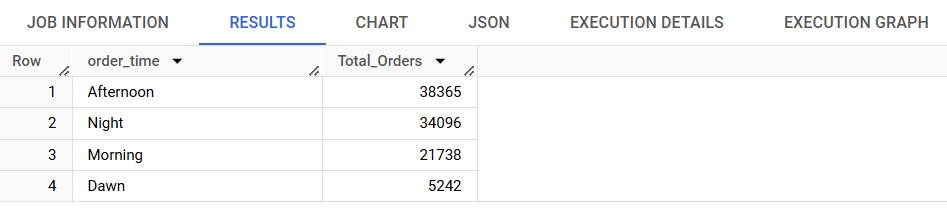 JOB INFORMATION RESULTS CHART JSON EXECUTION DETAILS EXECUTION GRAPH
Row order_time Total_Orders
1 Afternoon 38365
2 Night 34096
3 Morning 21738
4 Dawn 5242